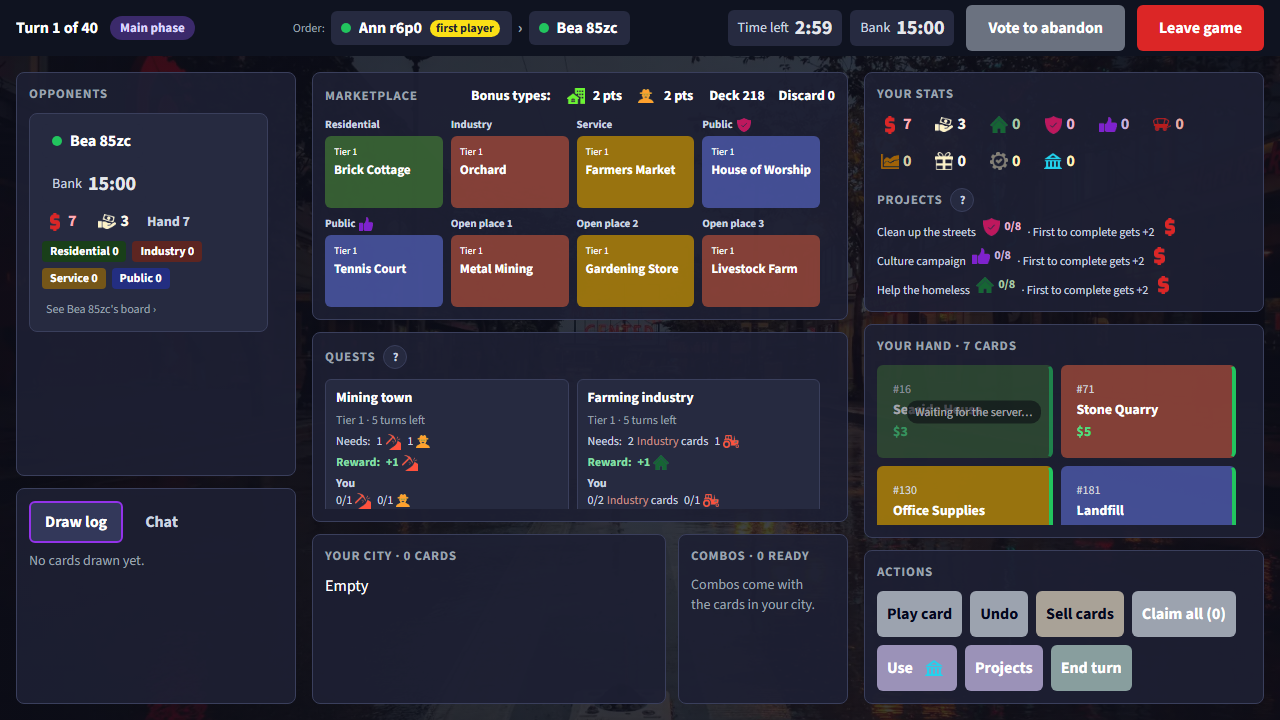 Turn 1 of 40
Main phase
Order:
Ann r6p0
first player
›
Bea 85zc
Time left 2:59
Bank 15:00
Vote to abandon
Leave game
OPPONENTS
Bea 85zc
Bank 15:00
7
3
Hand 7
Residential 0
Industry 0
Service 0
Public 0
See Bea 85zc's board ›
Draw log
Chat
No cards drawn yet.
MARKETPLACE
Bonus types:
2 pts
2 pts
Deck 218
Discard 0
Residential
Industry
Service
Public
Tier 1
Brick Cottage
Tier 1
Orchard
Tier 1
Farmers Market
Tier 1
House of Worship
Public
Open place 1
Open place 2
Open place 3
Tier 1
Tennis Court
Tier 1
Metal Mining
Tier 1
Gardening Store
Tier 1
Livestock Farm
QUESTS
?
Mining town
Tier 1 · 5 turns left
Needs: 1 1
Reward: +1
You
0/1 0/1
Farming industry
Tier 1 · 5 turns left
Needs: 2 Industry cards 1
Reward: +1
You
0/2 Industry cards 0/1
YOUR CITY · 0 CARDS
Empty
COMBOS · 0 READY
Combos come with
the cards in your city.
YOUR STATS
7 3 0 0 0 0
0 0 0 0
PROJECTS
?
Clean up the streets 0/8 · First to complete gets +2
Culture campaign 0/8 · First to complete gets +2
Help the homeless 0/8 · First to complete gets +2
YOUR HAND · 7 CARDS
#16
$3
Waiting for the server…
#71
Stone Quarry
$5
#130
Office Supplies
#181
Landfill
ACTIONS
Play card
Undo
Sell cards
Claim all (0)
Use
Projects
End turn